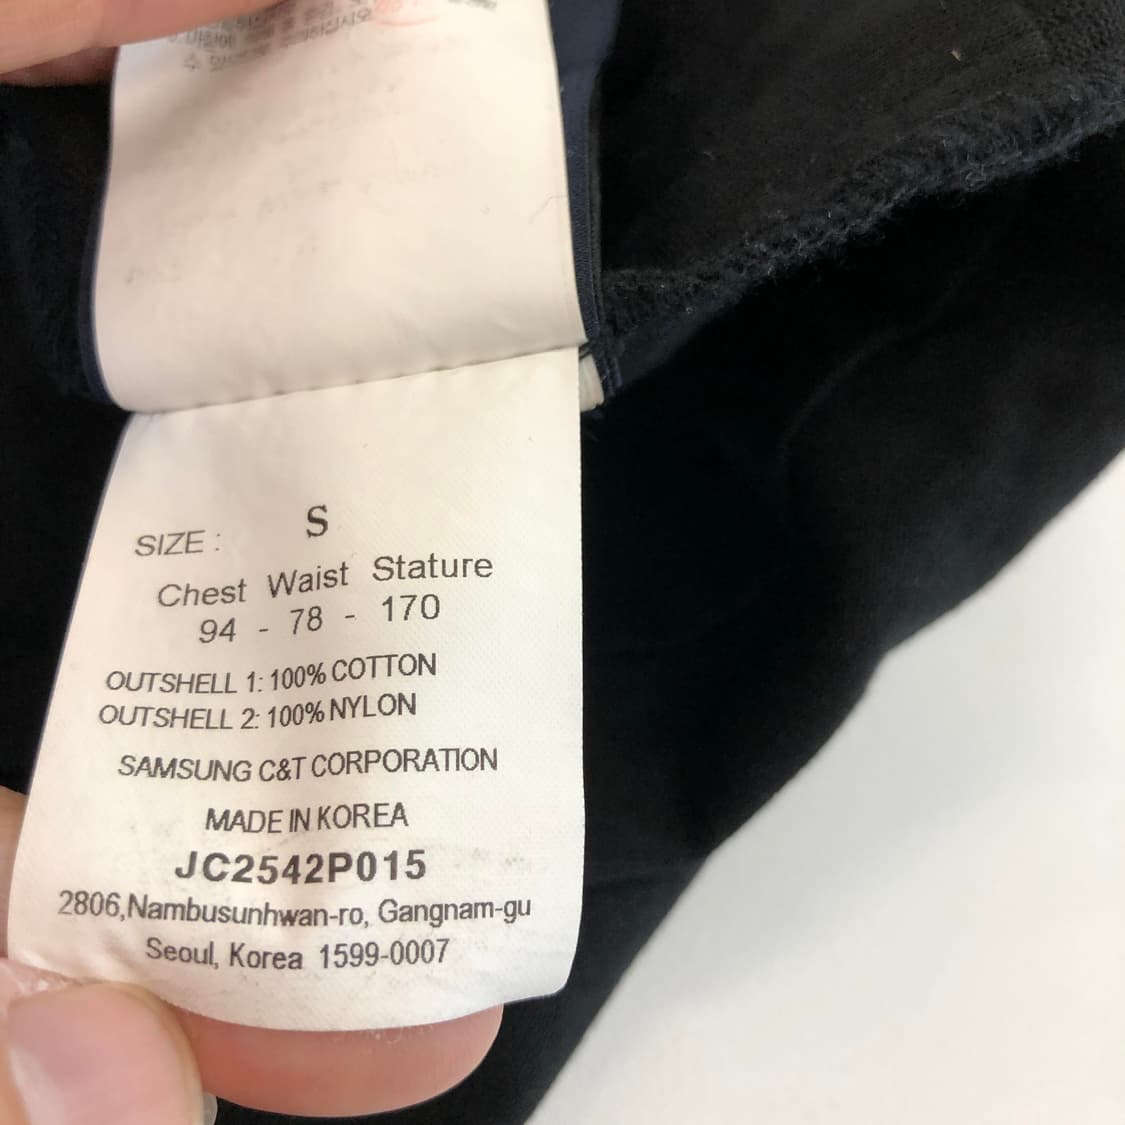 SIZE : S
Chest Waist Stature
94 - 78 - 170
OUTSHELL 1: 100% COTTON
OUTSHELL 2: 100% NYLON
SAMSUNG C&T CORPORATION
MADE IN KOREA
JC2542P015
2806,Nambusunhwan-ro, Gangnam-gu
Seoul, Korea 1599-0007